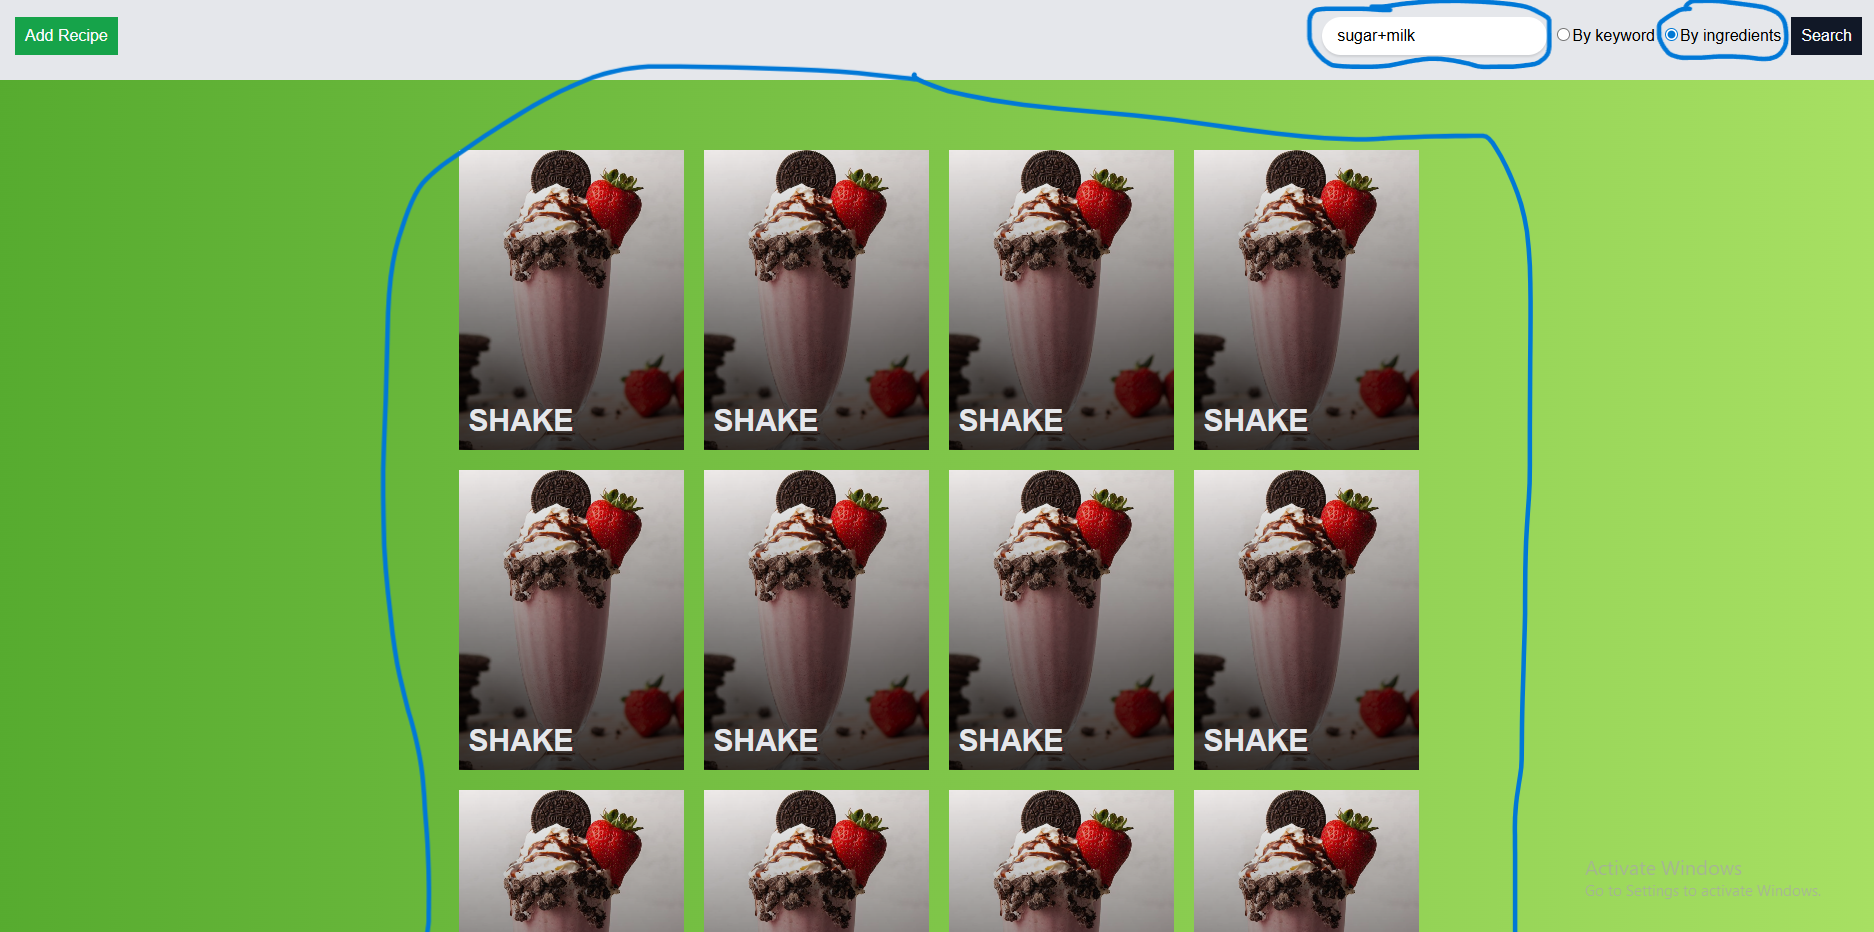 Add Recipe
sugar+milk
By keyword
By ingredients
Search
SHAKE
SHAKE
SHAKE
SHAKE
SHAKE
SHAKE
SHAKE
SHAKE
Activate Windows
Go to Settings to activate Windows.